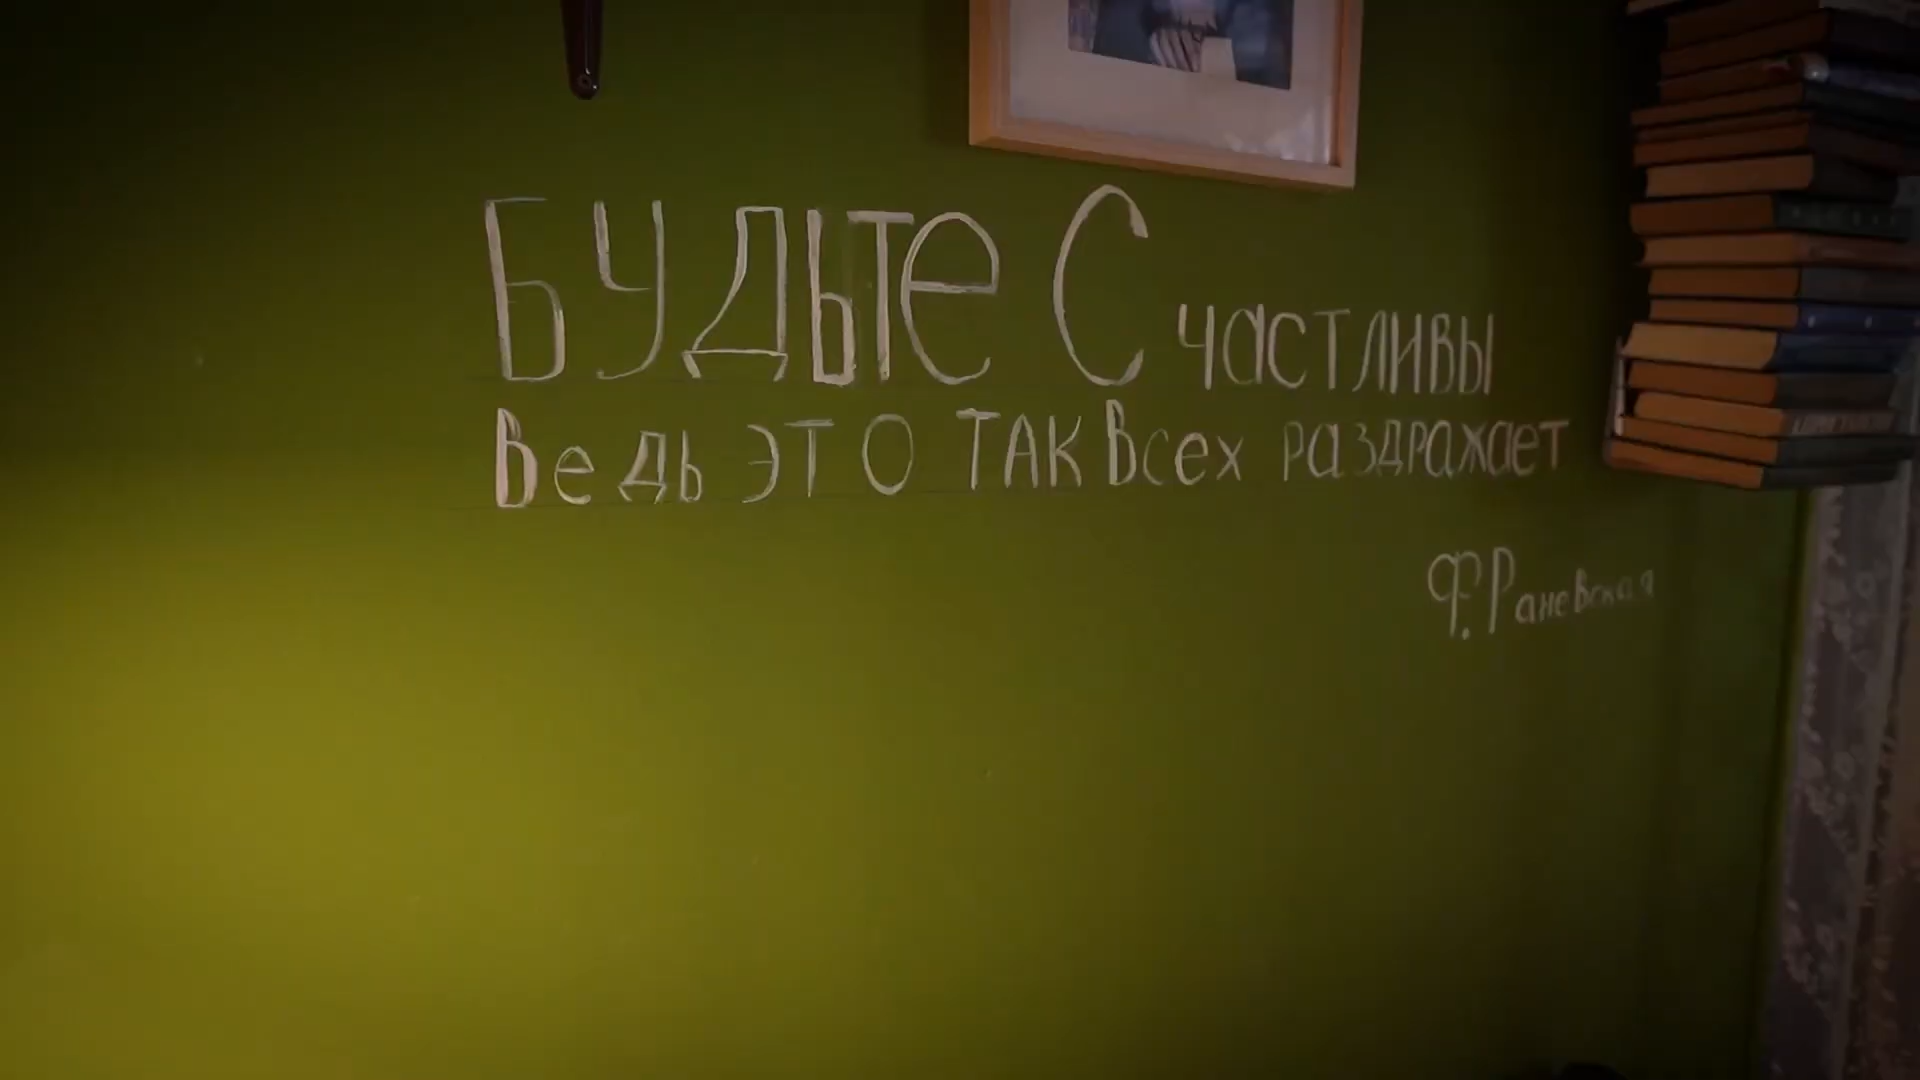 Будьте Счастливы
Ведь ЭТО ТАК Всех раздражает
Ф. Раневская